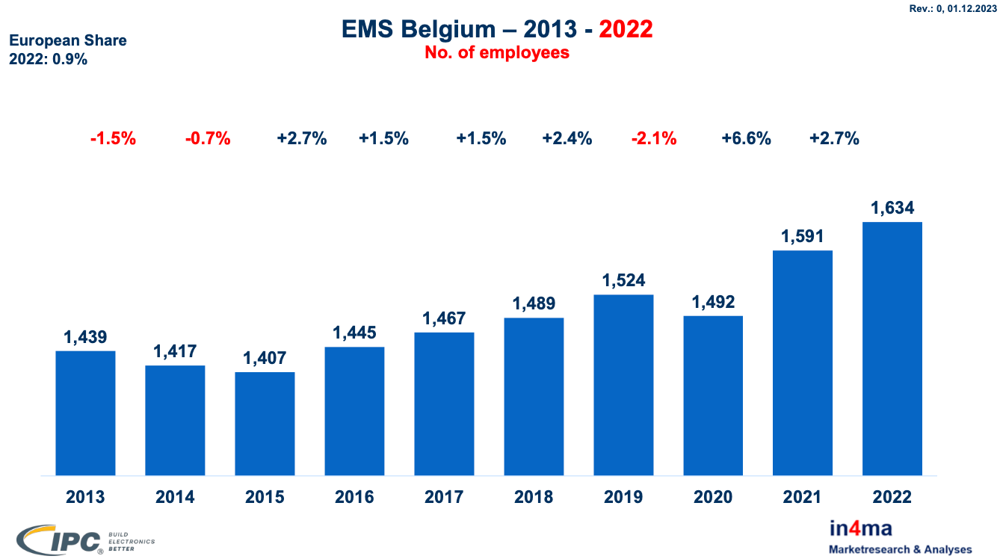 Rev.: 0, 01.12.2023
EMS Belgium – 2013 - 2022
No. of employees
European Share
2022: 0.9%
-1.5% -0.7% +2.7% +1.5% +1.5% +2.4% -2.1% +6.6% +2.7%
1,439 1,417 1,407 1,445 1,467 1,489 1,524 1,492 1,591 1,634
2013 2014 2015 2016 2017 2018 2019 2020 2021 2022
IPC®
BUILD
ELECTRONICS
BETTER
in4ma
Marketresearch & Analyses